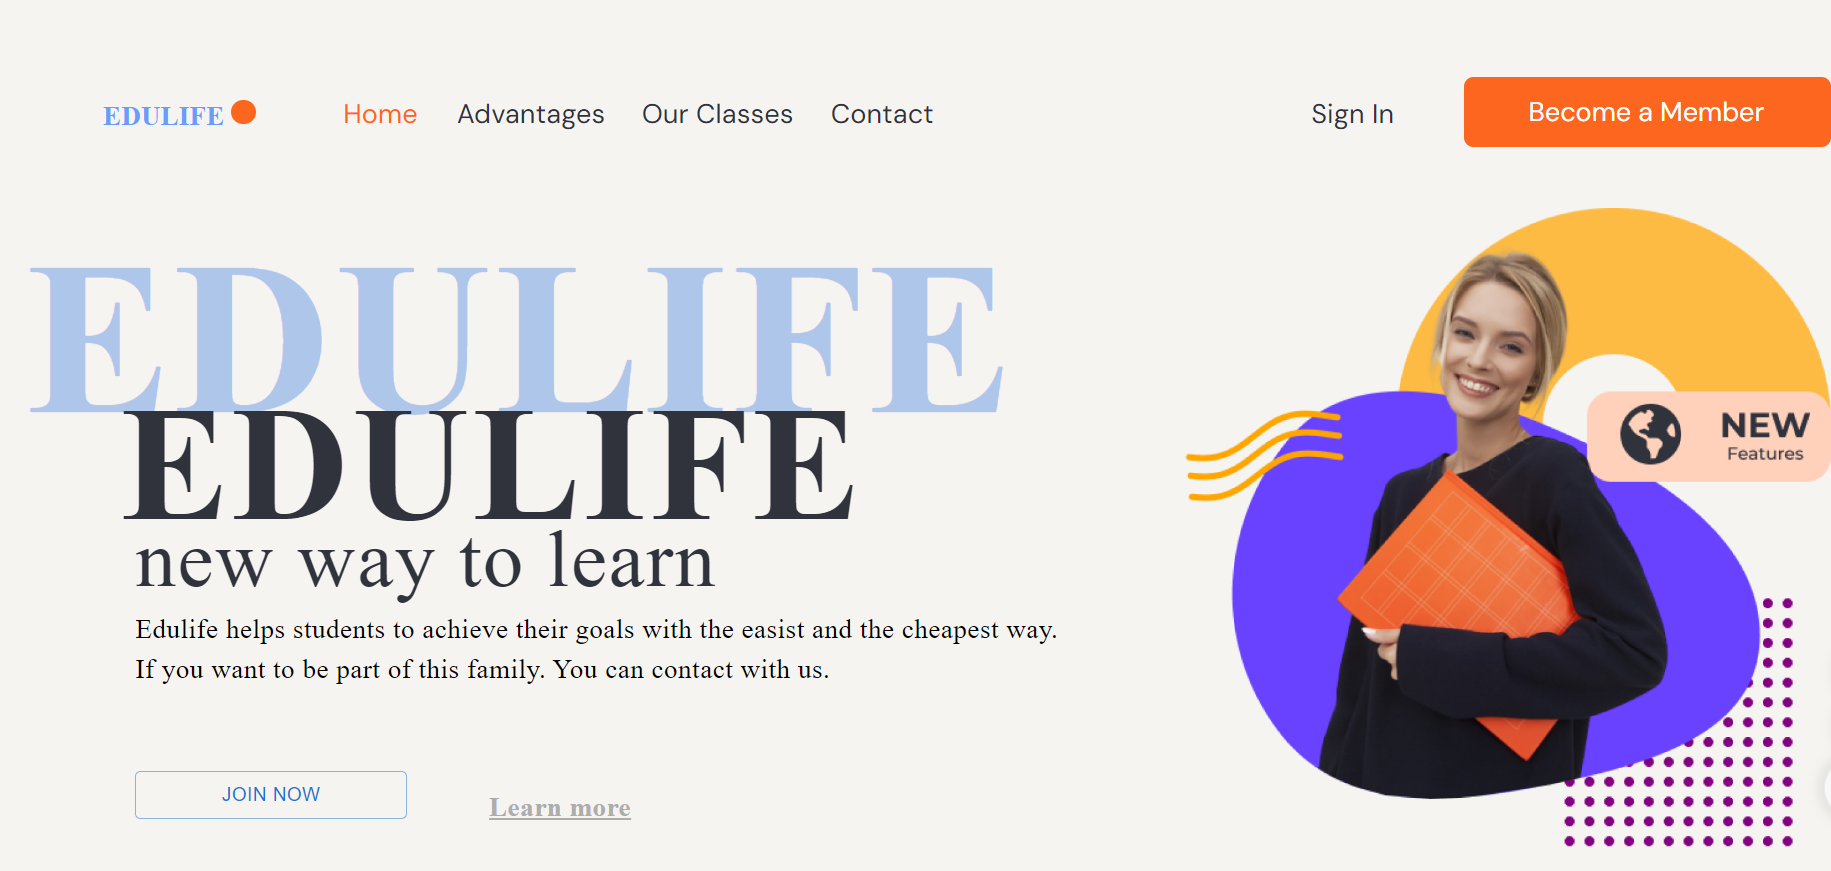 EDULIFE
Home
Advantages
Our Classes
Contact
Sign In
Become a Member
EDULIFE
EDULIFE
new way to learn
Edulife helps students to achieve their goals with the easist and the cheapest way.
If you want to be part of this family. You can contact with us.
JOIN NOW
Learn more
NEW
Features